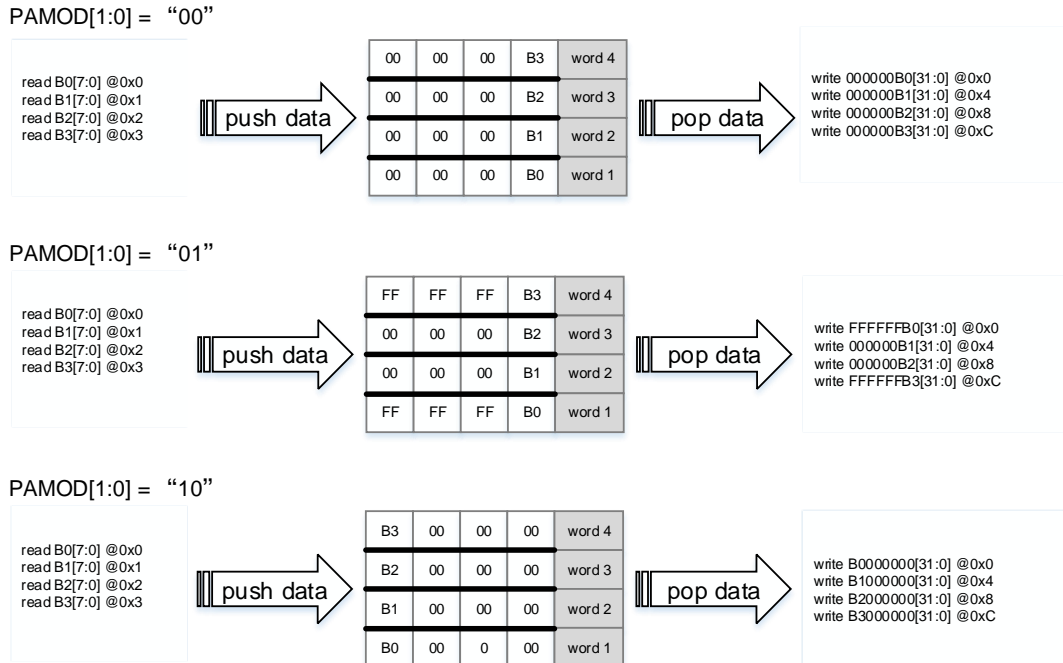 PAMOD[1:0] = “00”
read B0[7:0] @0x0
read B1[7:0] @0x1
read B2[7:0] @0x2
read B3[7:0] @0x3
push data
00 00 00 B3 word 4
00 00 00 B2 word 3
00 00 00 B1 word 2
00 00 00 B0 word 1
pop data
write 000000B0[31:0] @0x0
write 000000B1[31:0] @0x4
write 000000B2[31:0] @0x8
write 000000B3[31:0] @0xC
PAMOD[1:0] = “01”
read B0[7:0] @0x0
read B1[7:0] @0x1
read B2[7:0] @0x2
read B3[7:0] @0x3
push data
FF FF FF B3 word 4
00 00 00 B2 word 3
00 00 00 B1 word 2
FF FF FF B0 word 1
pop data
write FFFFFFB0[31:0] @0x0
write 000000B1[31:0] @0x4
write 000000B2[31:0] @0x8
write FFFFFFB3[31:0] @0xC
PAMOD[1:0] = “10”
read B0[7:0] @0x0
read B1[7:0] @0x1
read B2[7:0] @0x2
read B3[7:0] @0x3
push data
B3 00 00 00 word 4
B2 00 00 00 word 3
B1 00 00 00 word 2
B0 00 0 00 word 1
pop data
write B0000000[31:0] @0x0
write B1000000[31:0] @0x4
write B2000000[31:0] @0x8
write B3000000[31:0] @0xC